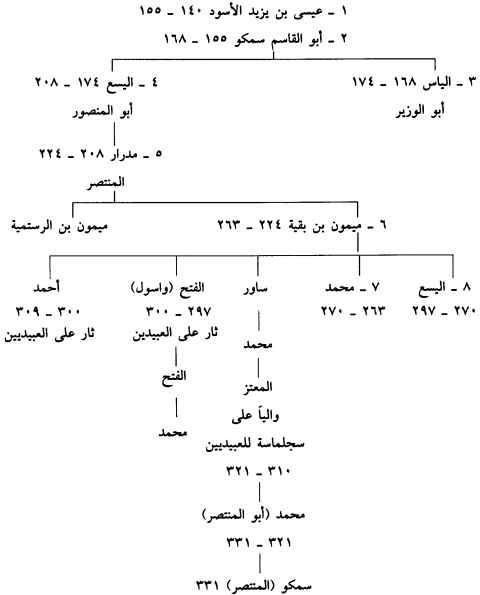 ١ ـ عيسى بن يزيد الأسود ١٤٠ ـ ١٥٥
٢ ـ أبو القاسم سمكو ١٥٥ ـ ١٦٨
٣ ـ الياس ١٦٨ ـ ١٧٤
أبو الوزير
٤ ـ اليسع ١٧٤ ـ ٢٠٨
أبو المنصور
٥ ـ مدرار ٢٠٨ ـ ٢٢٤
المنتصر
٦ ـ ميمون بن بقية ٢٢٤ ـ ٢٦٣
ميمون بن الرستمية
٨ ـ اليسع
٢٧٠ ـ ٢٩٧
٧ ـ محمد
٢٦٣ ـ ٢٧٠
ساور
محمد
المعتز
والياً على
سجلماسة للعبيديين
٣١٠ ـ ٣٢١
محمد (أبو المنتصر)
٣٢١ ـ ٣٣١
سمكو (المنتصر) ٣٣١
الفتح (واسول)
٢٩٧ ـ ٣٠٠
ثار على العبيدين
الفتح
محمد
أحمد
٣٠٠ ـ ٣٠٩
ثار على العبيديين